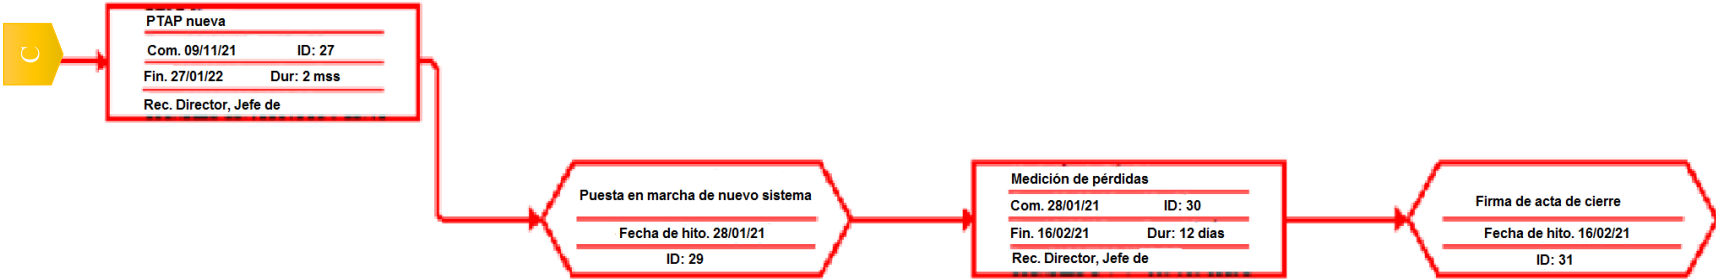 C
PTAP nueva
Com. 09/11/21 ID: 27
Fin. 27/01/22 Dur: 2 mss
Rec. Director, Jefe de
Puesta en marcha de nuevo sistema
Fecha de hito. 28/01/21
ID: 29
Medición de pérdidas
Com. 28/01/21 ID: 30
Fin. 16/02/21 Dur: 12 dias
Rec. Director, Jefe de
Firma de acta de cierre
Fecha de hito. 16/02/21
ID: 31